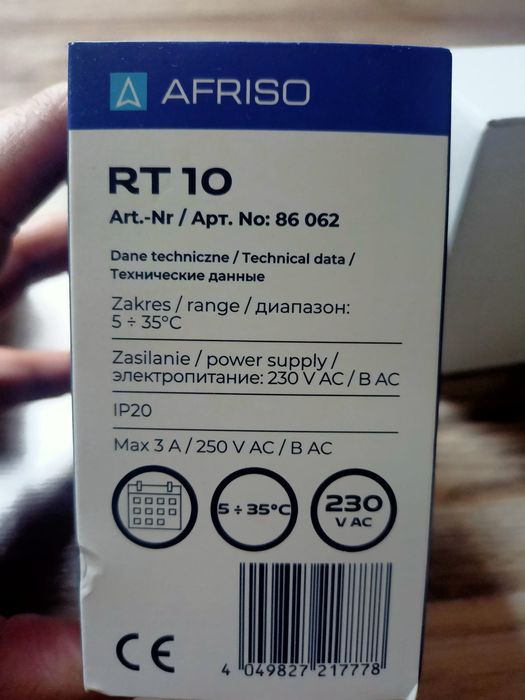 AFRISO
RT 10
Art.-Nr / Арт. No: 86 062
Dane techniczne / Technical data /
Технические данные
Zakres / range / диапазон:
5 ÷ 35°C
Zasilanie / power supply /
электропитание: 230 V AC / В AC
IP20
Max 3 A / 250 V AC / В AC
5 ÷ 35°C
230
V AC
CE
4 049827 217778